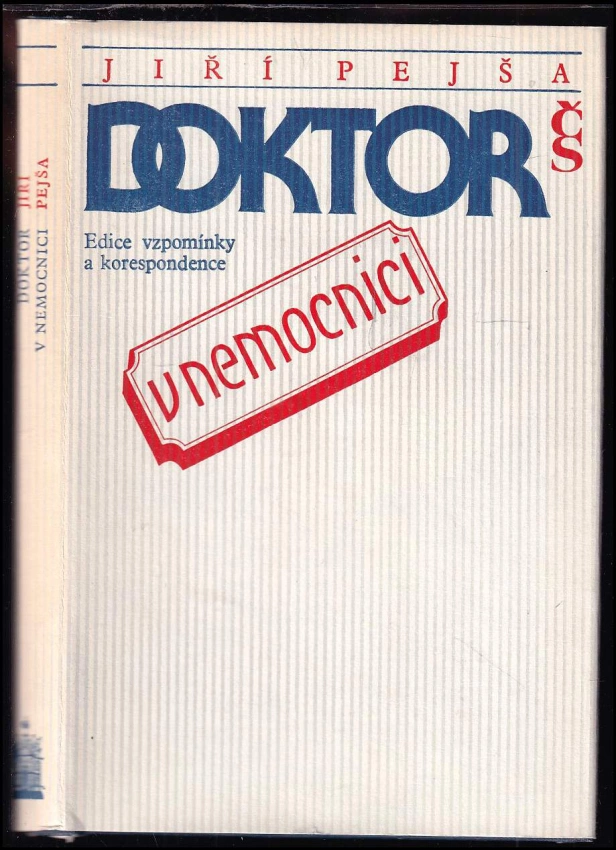 JIŘÍ PEJŠA
DOKTOR
ČS
Edice vzpomínky
a korespondence
v nemocnici
JIŘÍ PEJŠA
DOKTOR
V NEMOCNICI